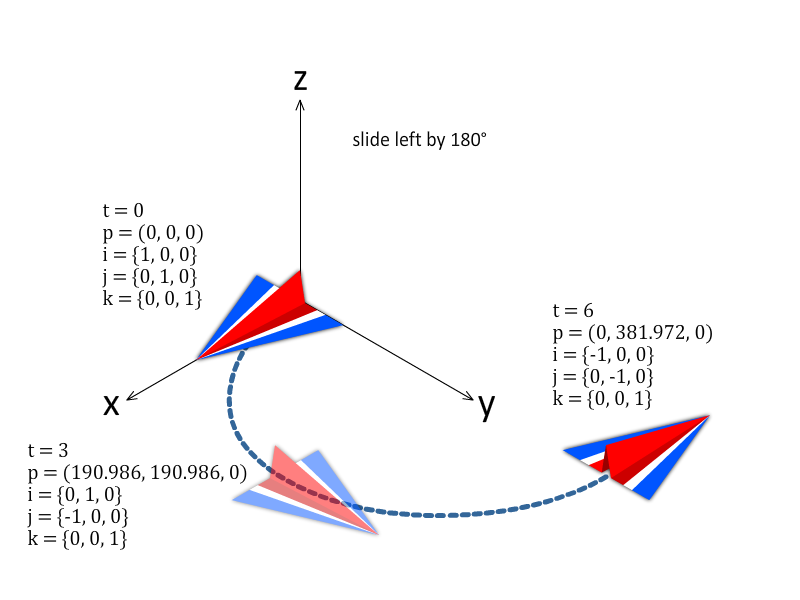 z
slide left by 180°
t = 0
p = (0, 0, 0)
i = {1, 0, 0}
j = {0, 1, 0}
k = {0, 0, 1}
t = 6
p = (0, 381.972, 0)
i = {-1, 0, 0}
j = {0, -1, 0}
k = {0, 0, 1}
x
y
t = 3
p = (190.986, 190.986, 0)
i = {0, 1, 0}
j = {-1, 0, 0}
k = {0, 0, 1}